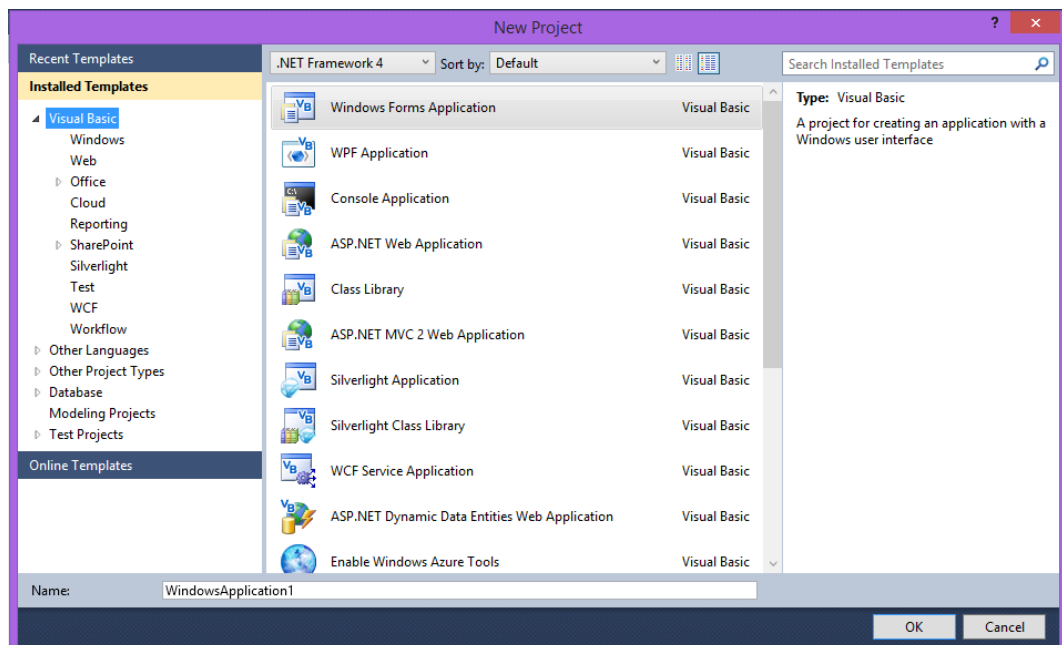 New Project
?
Recent Templates
Installed Templates
Visual Basic
Windows
Web
Office
Cloud
Reporting
SharePoint
Silverlight
Test
WCF
Workflow
Other Languages
Other Project Types
Database
Modeling Projects
Test Projects
Online Templates
.NET Framework 4 Sort by: Default
Windows Forms Application Visual Basic
WPF Application Visual Basic
Console Application Visual Basic
ASP.NET Web Application Visual Basic
Class Library Visual Basic
ASP.NET MVC 2 Web Application Visual Basic
Silverlight Application Visual Basic
Silverlight Class Library Visual Basic
WCF Service Application Visual Basic
ASP.NET Dynamic Data Entities Web Application Visual Basic
Enable Windows Azure Tools Visual Basic
Search Installed Templates
Type: Visual Basic
A project for creating an application with a
Windows user interface
Name: WindowsApplication1
OK Cancel